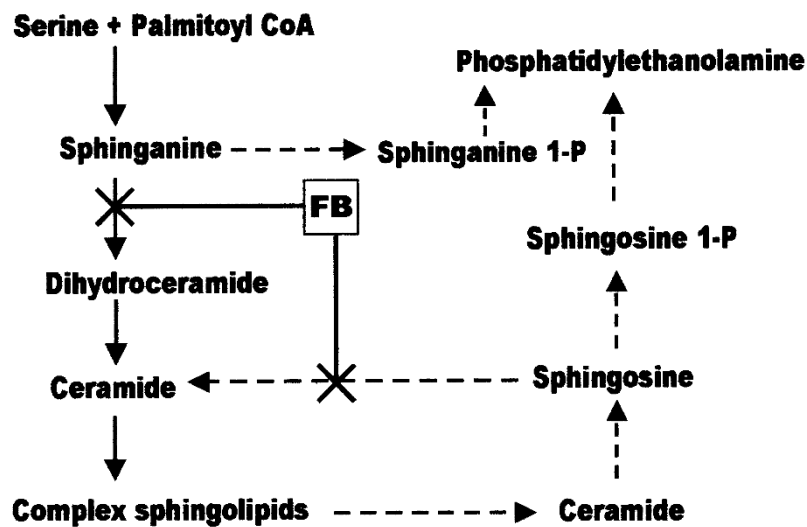 Serine + Palmitoyl CoA
Phosphatidylethanolamine
Sphinganine
Sphinganine 1-P
FB
Sphingosine 1-P
Dihydroceramide
Ceramide
Sphingosine
Complex sphingolipids
Ceramide